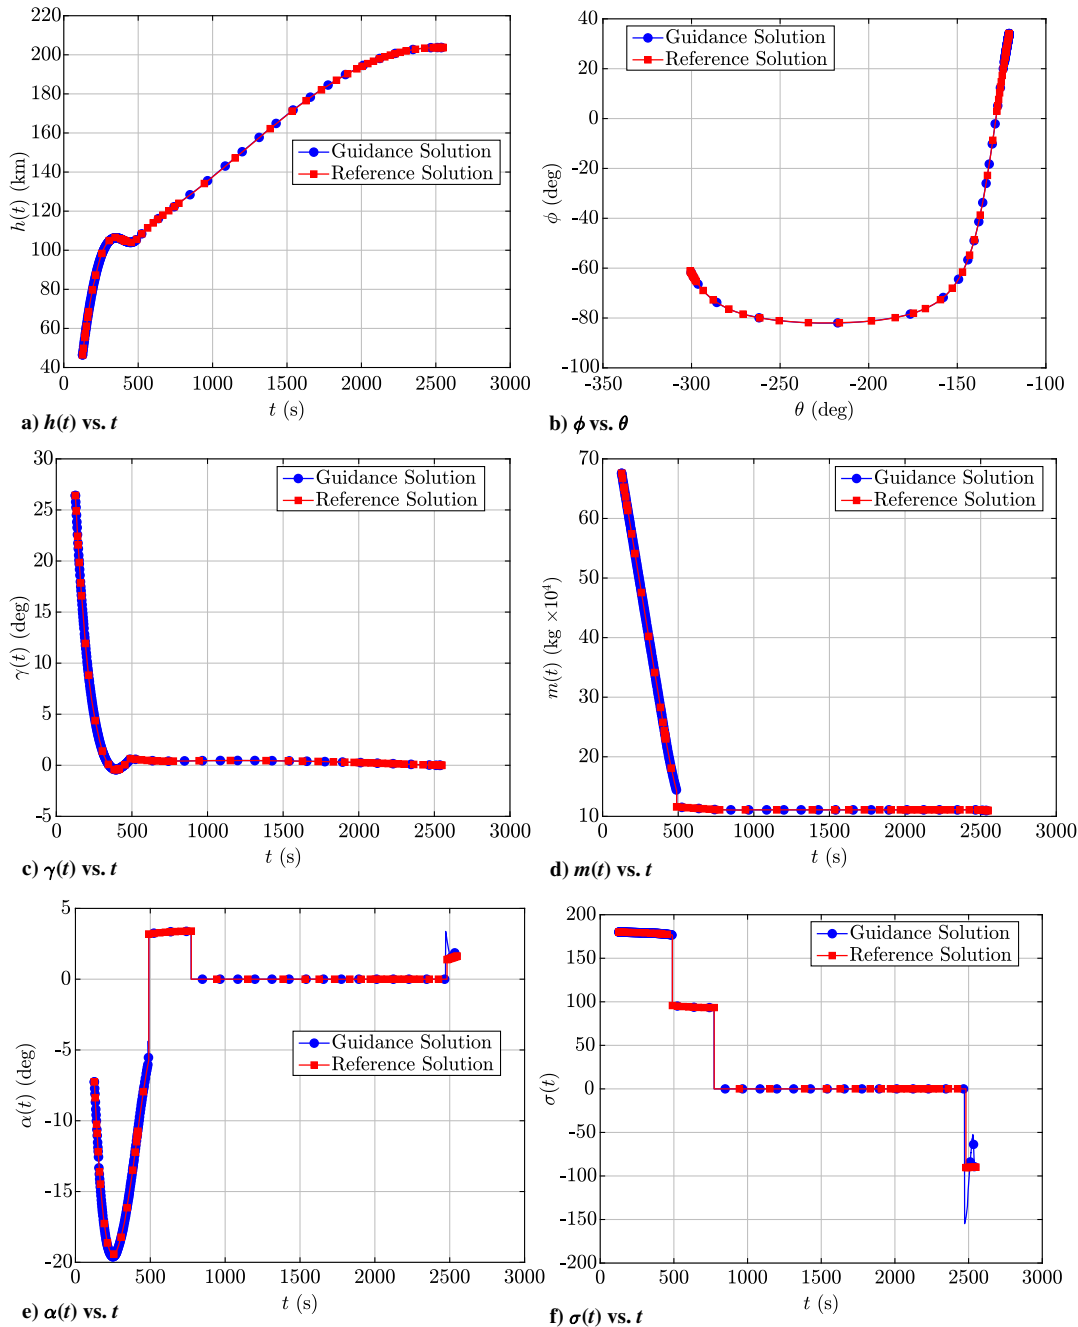 220
200
180
160
140
120
100
80
60
40
h(t) (km)
Guidance Solution
Reference Solution
0 500 1000 1500 2000 2500 3000
t (s)
a) h(t) vs. t
40
20
0
-20
-40
-60
-80
-100
ϕ (deg)
Guidance Solution
Reference Solution
-350 -300 -250 -200 -150 -100
θ (deg)
b) ϕ vs. θ
30
25
20
15
10
5
0
-5
γ(t) (deg)
Guidance Solution
Reference Solution
0 500 1000 1500 2000 2500 3000
t (s)
c) γ(t) vs. t
70
60
50
40
30
20
10
m(t) (kg ×10⁴)
Guidance Solution
Reference Solution
0 500 1000 1500 2000 2500 3000
t (s)
d) m(t) vs. t
5
0
-5
-10
-15
-20
α(t) (deg)
Guidance Solution
Reference Solution
0 500 1000 1500 2000 2500 3000
t (s)
e) α(t) vs. t
200
150
100
50
0
-50
-100
-150
-200
σ(t)
Guidance Solution
Reference Solution
0 500 1000 1500 2000 2500 3000
t (s)
f) σ(t) vs. t